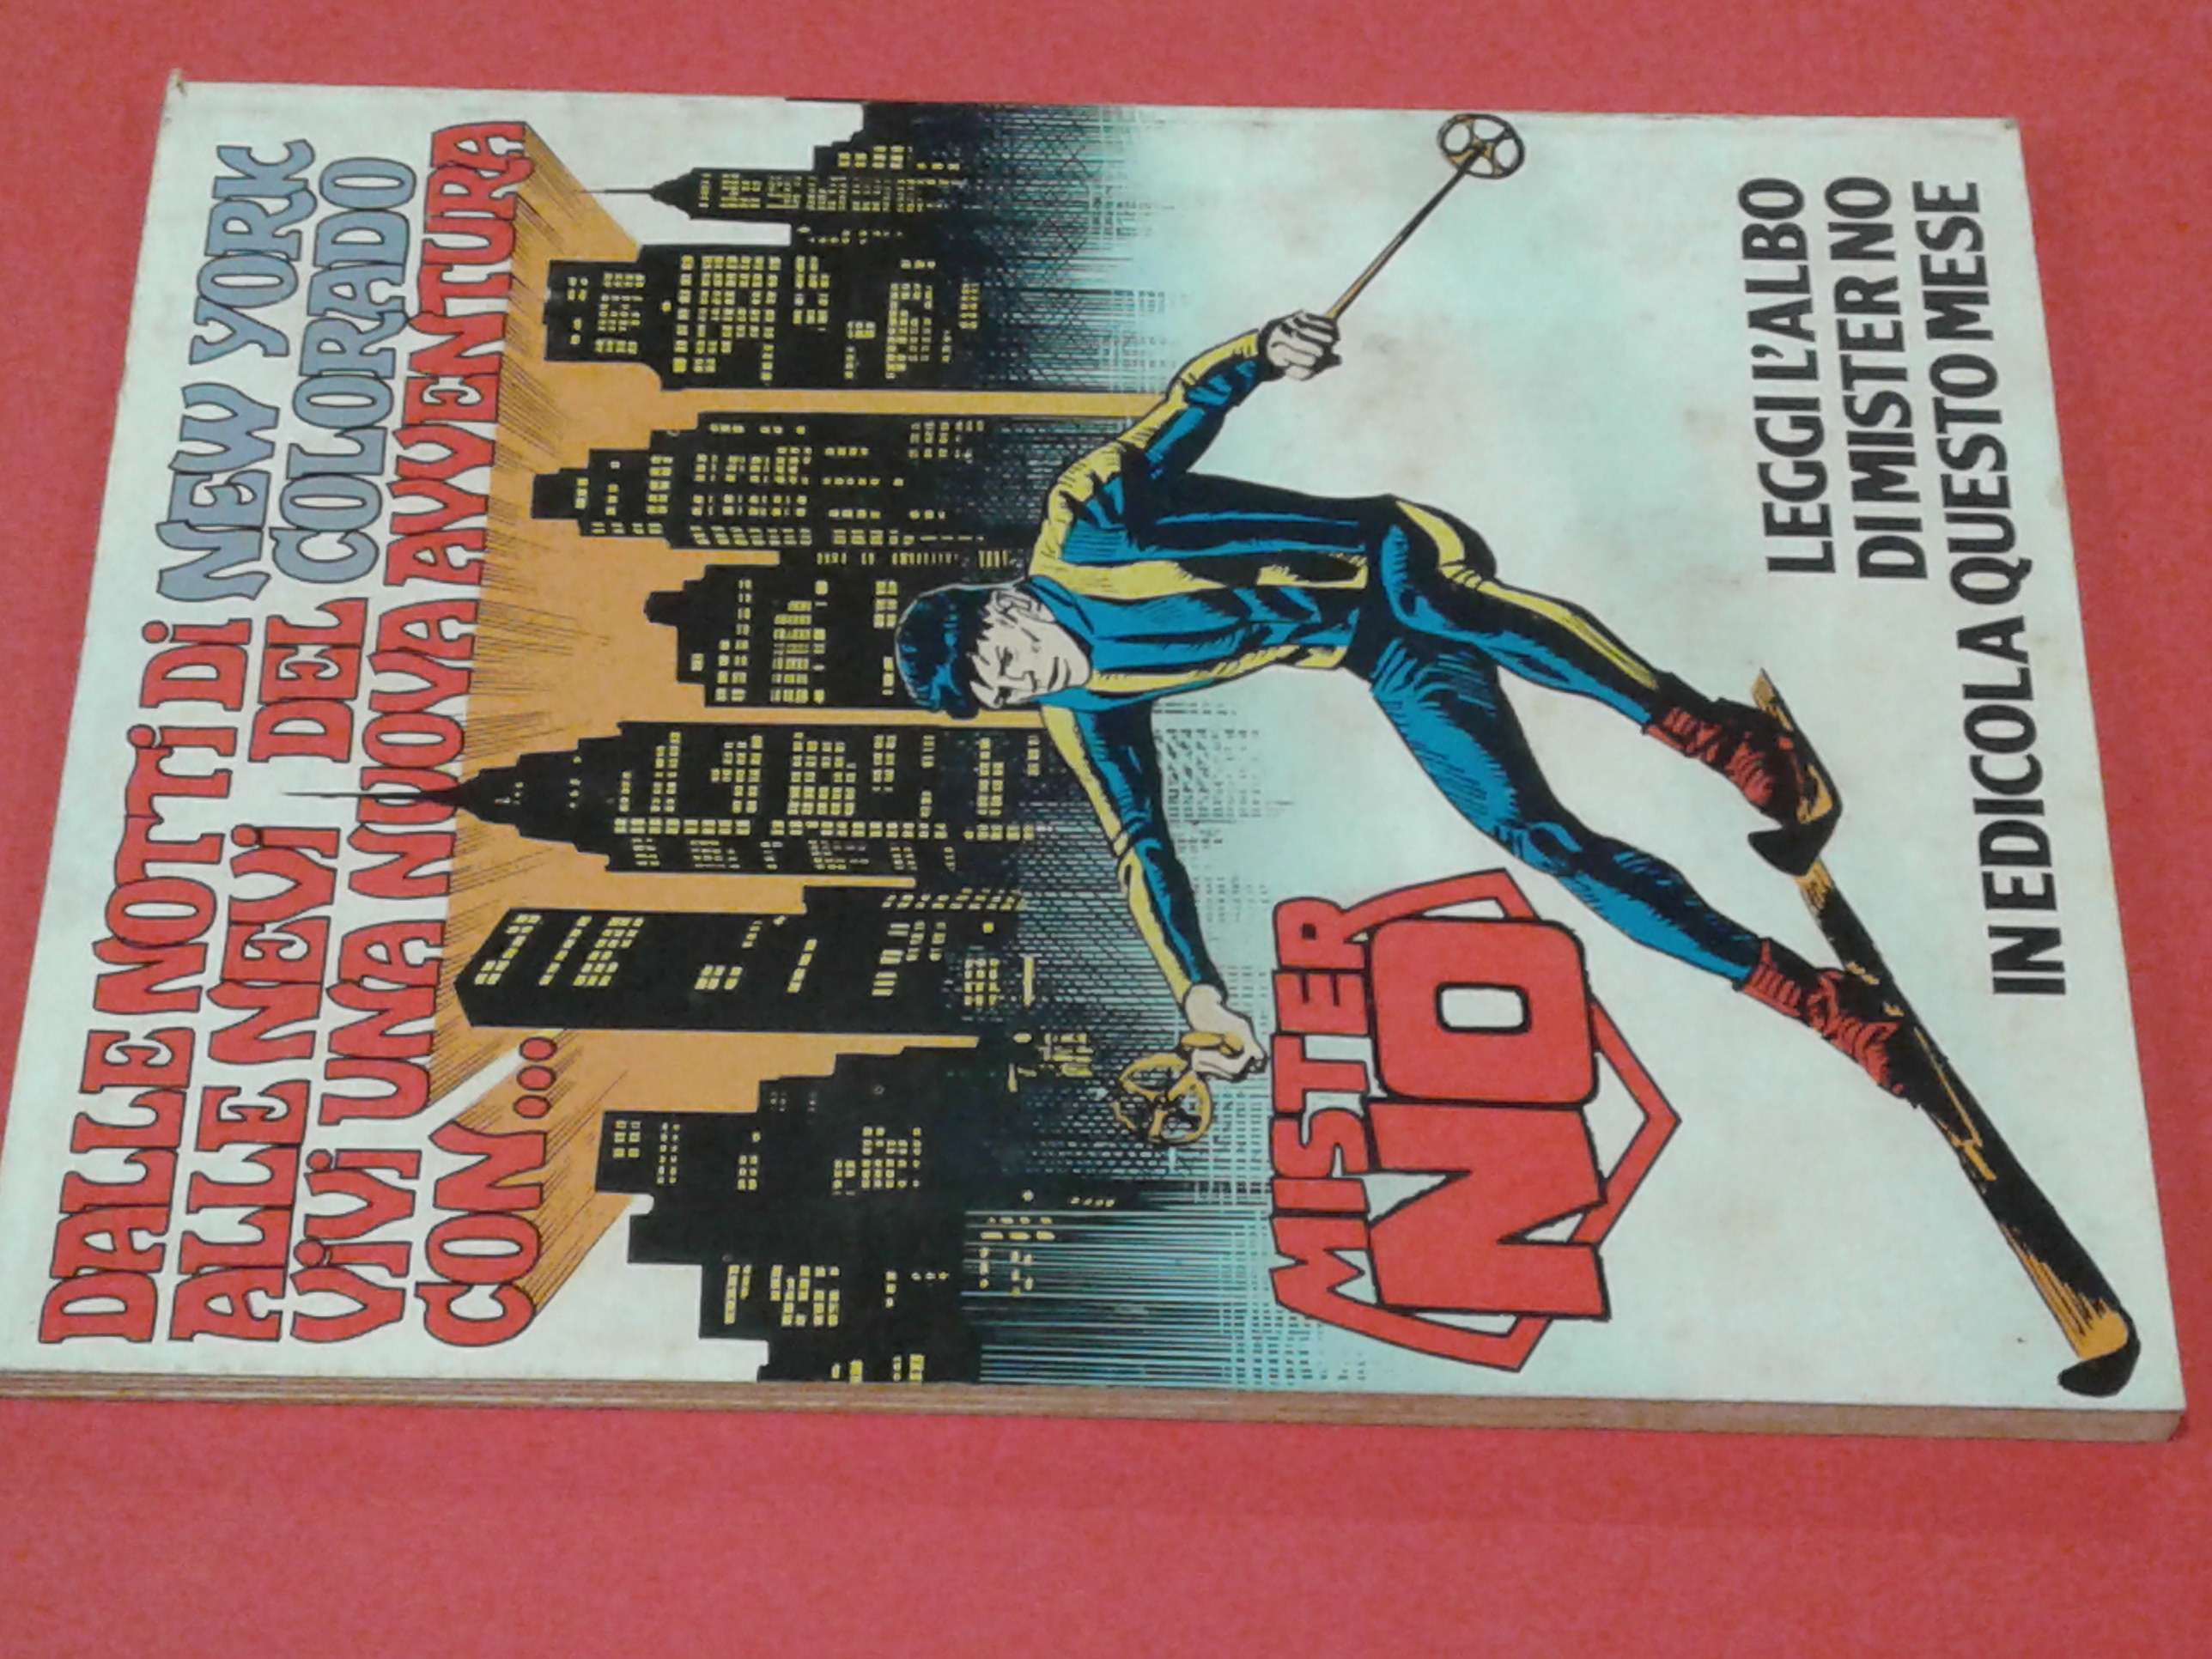 DALLE NOTTI DI NEW YORK
ALLE NEVI DEL COLORADO
VIVI UNA NUOVA AVVENTURA
CON...
MISTER
NO
LEGGI L'ALBO
DI MISTER NO
IN EDICOLA QUESTO MESE